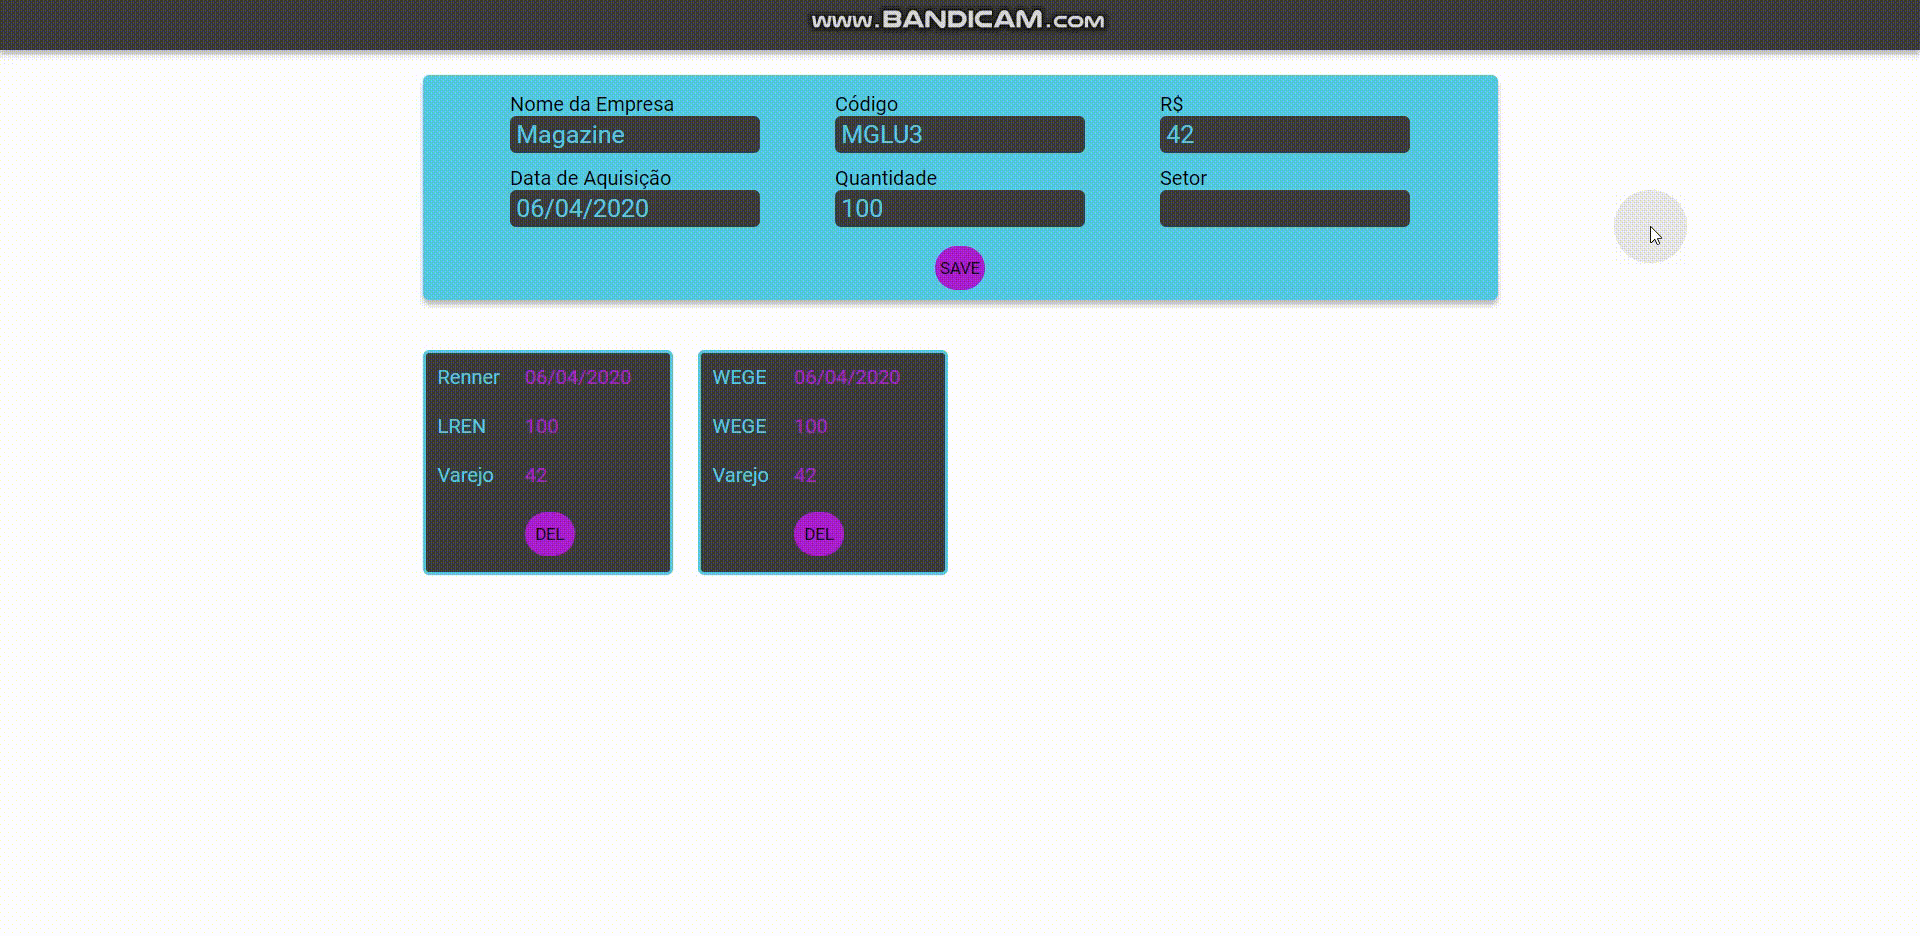 www.BANDICAM.com
Nome da Empresa Código R$
Magazine MGLU3 42
Data de Aquisição Quantidade Setor
06/04/2020 100
SAVE
Renner 06/04/2020
LREN 100
Varejo 42
DEL
WEGE 06/04/2020
WEGE 100
Varejo 42
DEL